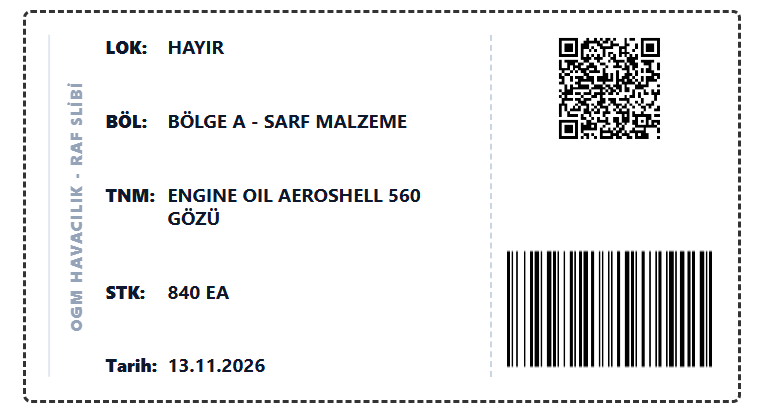 OGM HAVACILIK - RAF SLİBİ
LOK: HAYIR
BÖL: BÖLGE A - SARF MALZEME
TNM: ENGINE OIL AEROSHELL 560
GÖZÜ
STK: 840 EA
Tarih: 13.11.2026